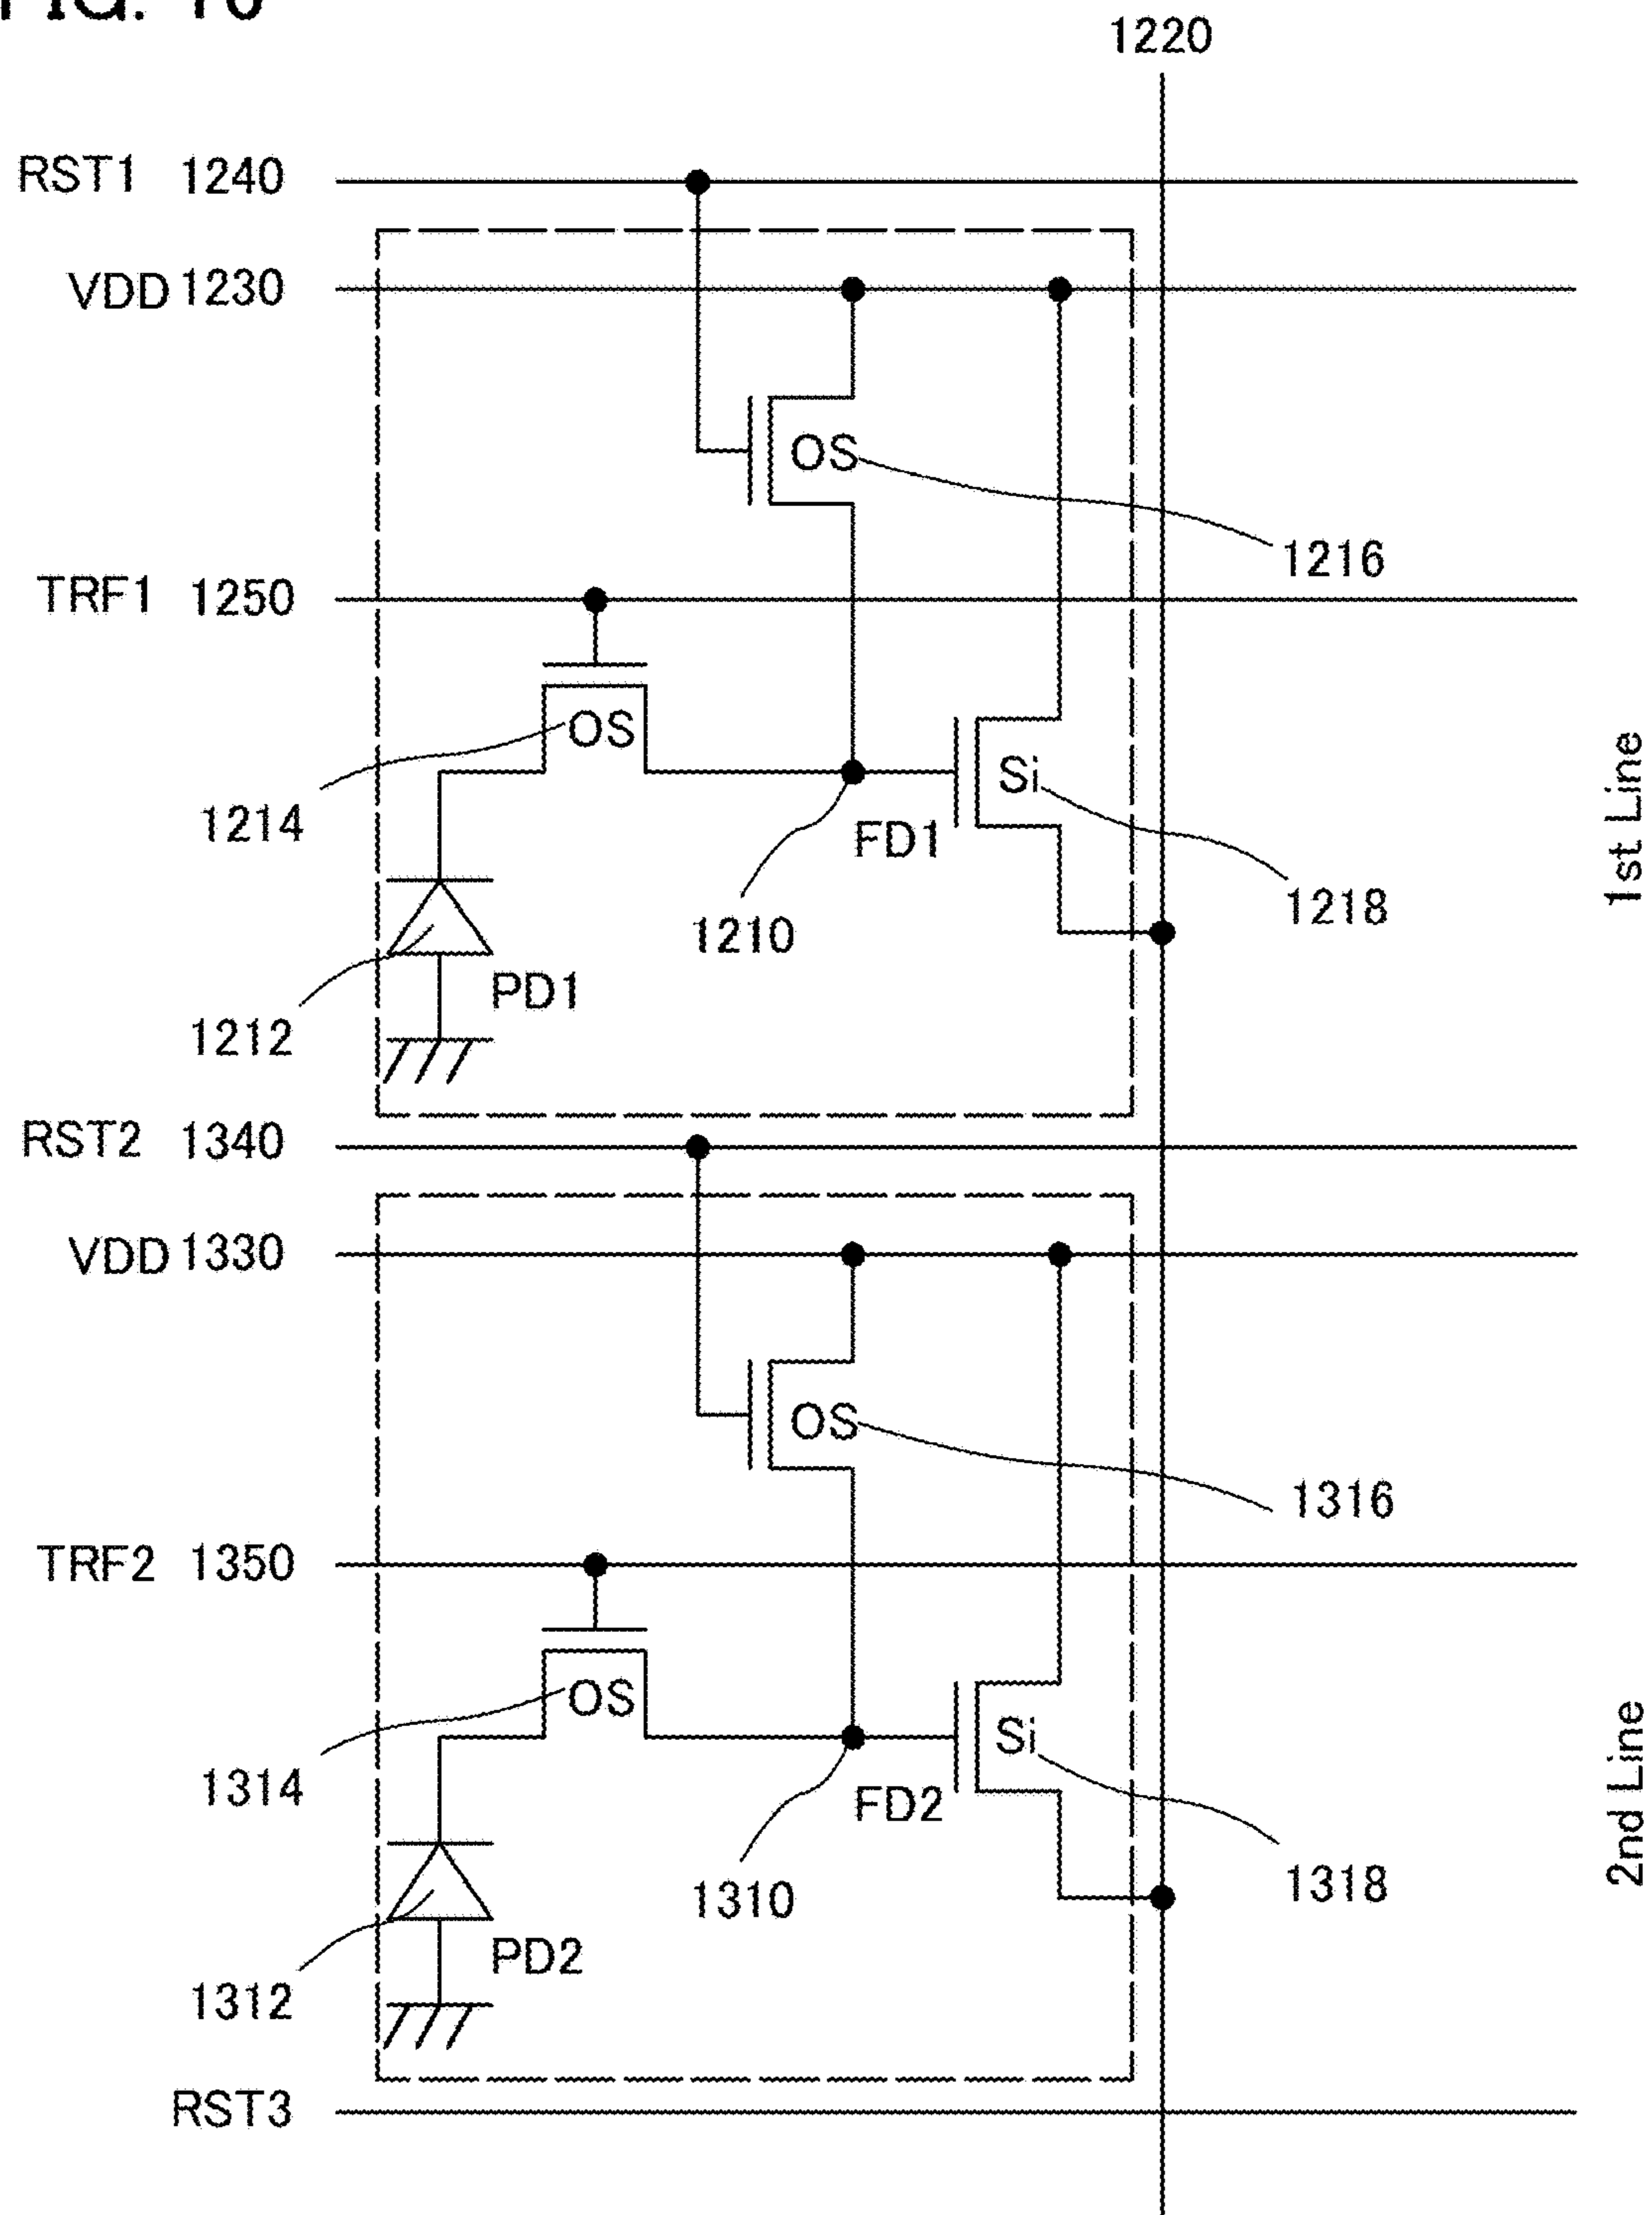 FIG.
1220
RST1 1240
VDD 1230
OS
1216
TRF1 1250
OS
1214
Si
FD1
1218
1210
PD1
1212
1st Line
RST2 1340
VDD 1330
OS
1316
TRF2 1350
OS
1314
Si
FD2
1318
1310
PD2
1312
2nd Line
RST3